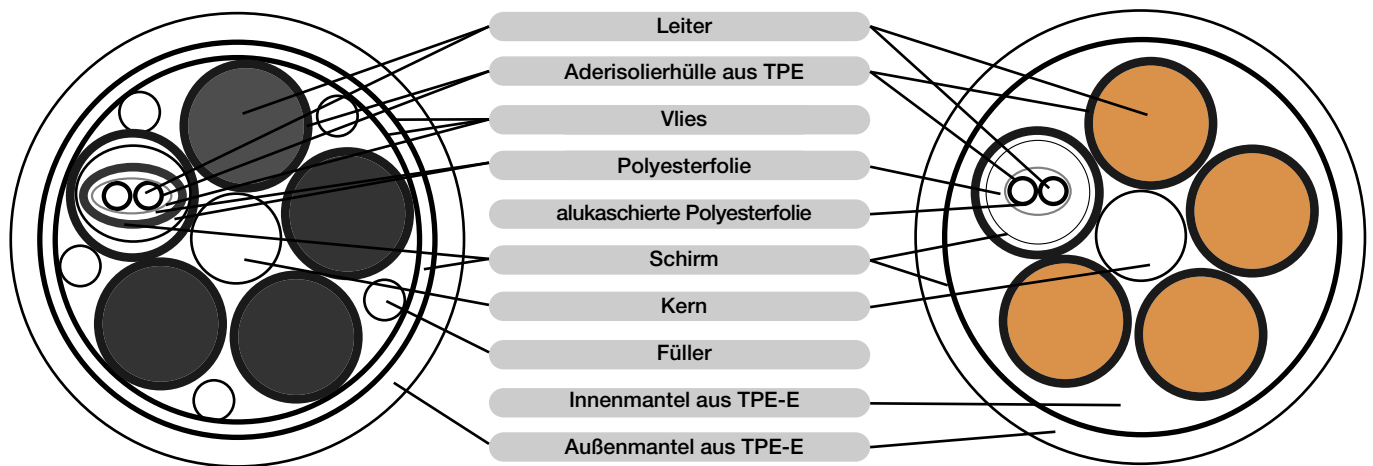 Leiter
Aderisolierhülle aus TPE
Vlies
Polyesterfolie
alukaschierte Polyesterfolie
Schirm
Kern
Füller
Innenmantel aus TPE-E
Außenmantel aus TPE-E